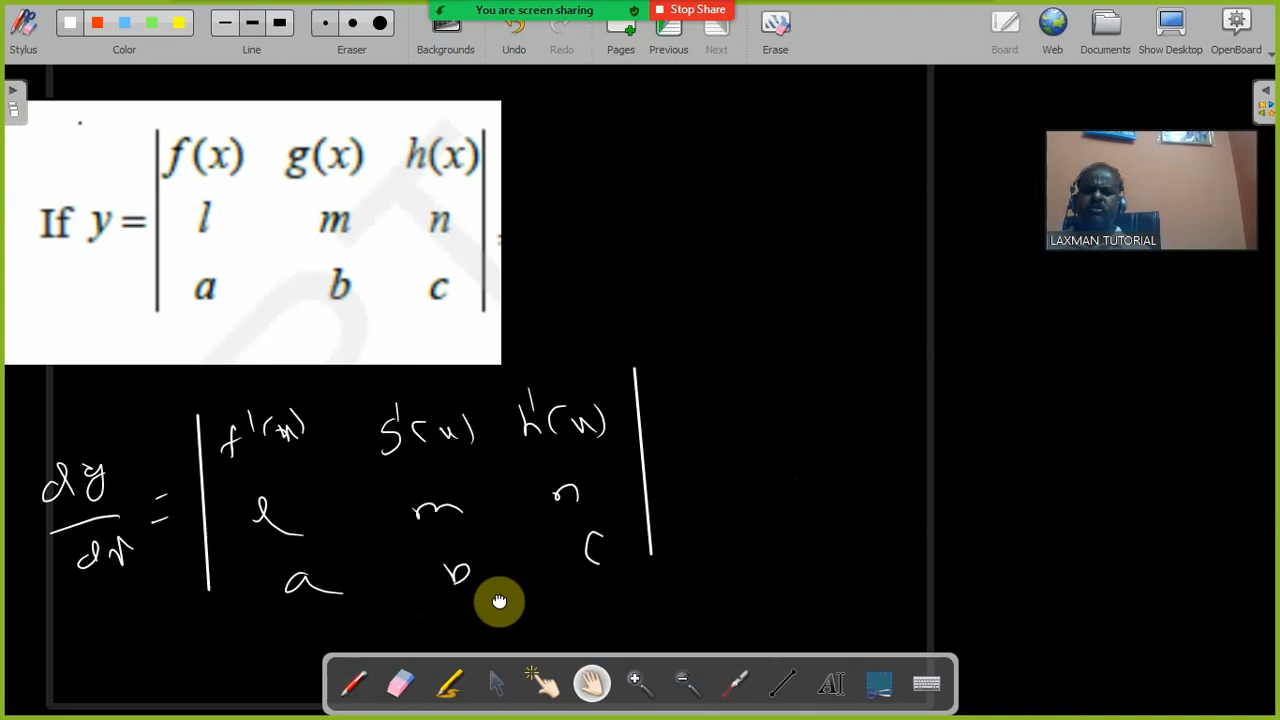 You are screen sharing
Stop Share
Stylus
Color
Line
Eraser
Backgrounds
Undo
Redo
Pages
Previous
Next
Erase
Board
Web
Documents
Show Desktop
OpenBoard
f(x) g(x) h(x)
If y = l m n
a b c
LAXMAN TUTORIAL
f'(x) g'(x) h'(x)
dy/dx = l m n
a b c
AI